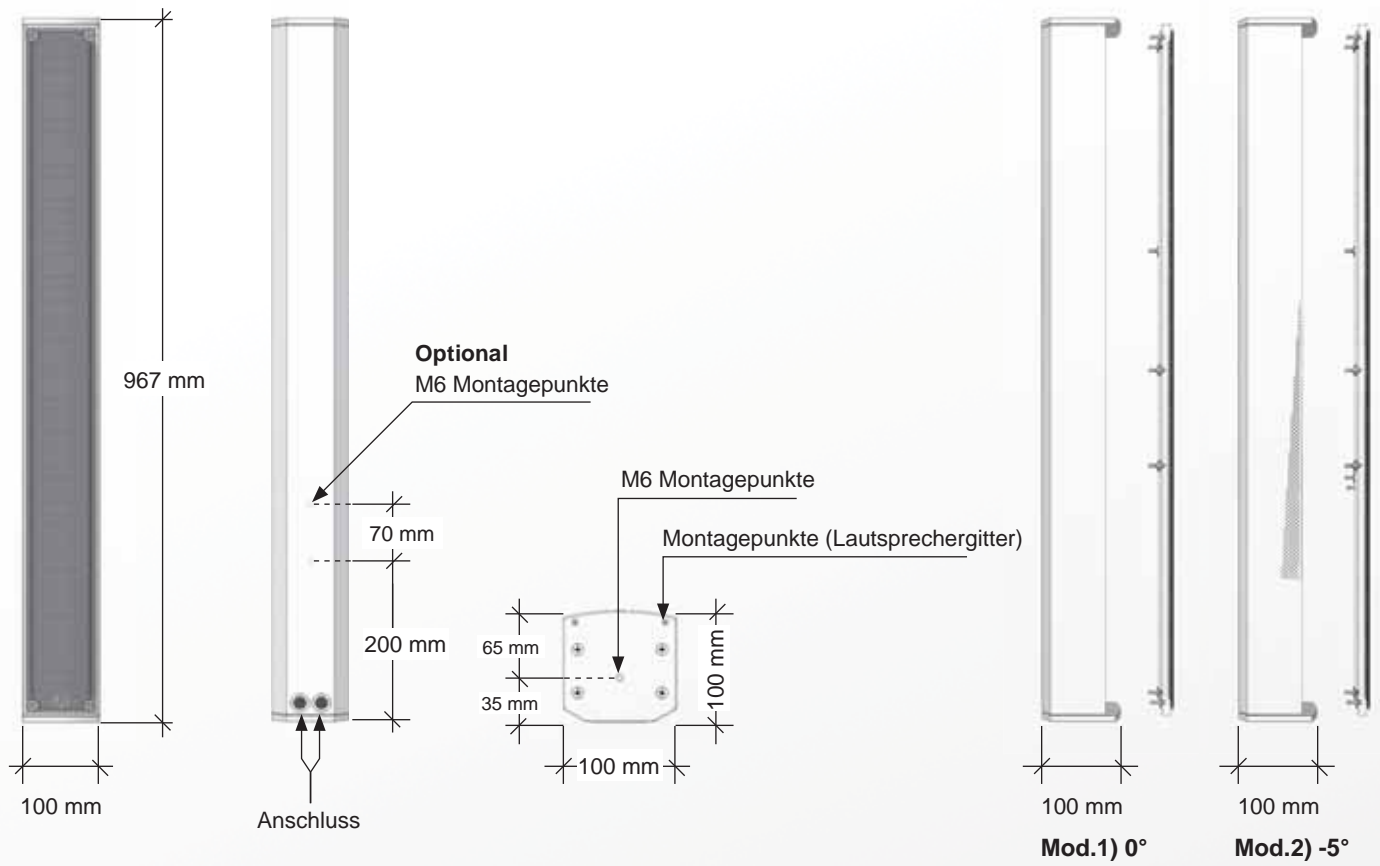 967 mm
100 mm
Optional
M6 Montagepunkte
70 mm
200 mm
Anschluss
M6 Montagepunkte
Montagepunkte (Lautsprechergitter)
65 mm
35 mm
100 mm
100 mm
100 mm
Mod.1) 0°
100 mm
Mod.2) -5°